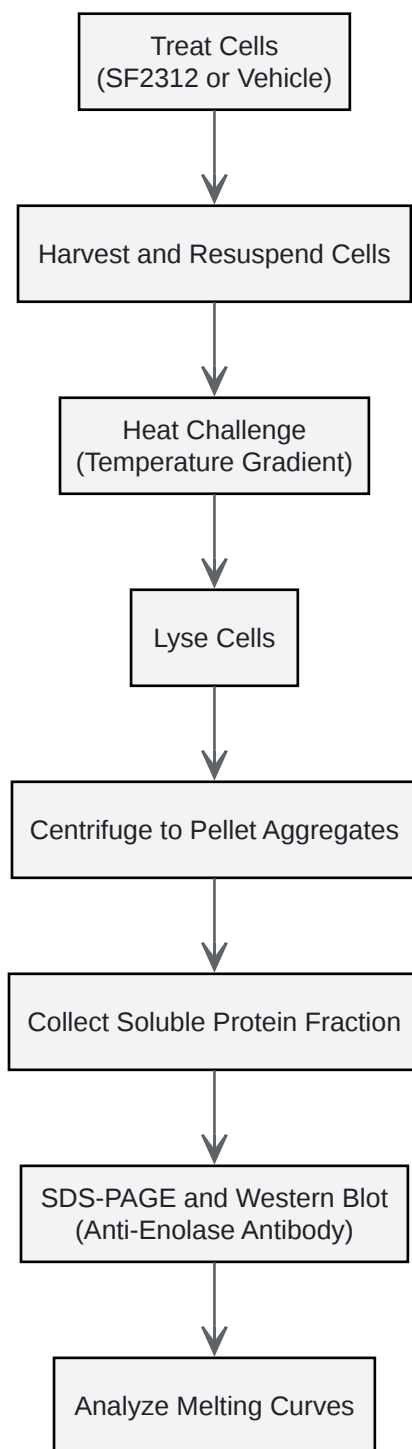 Treat Cells
(SF2312 or Vehicle)
Harvest and Resuspend Cells
Heat Challenge
(Temperature Gradient)
Lyse Cells
Centrifuge to Pellet Aggregates
Collect Soluble Protein Fraction
SDS-PAGE and Western Blot
(Anti-Enolase Antibody)
Analyze Melting Curves